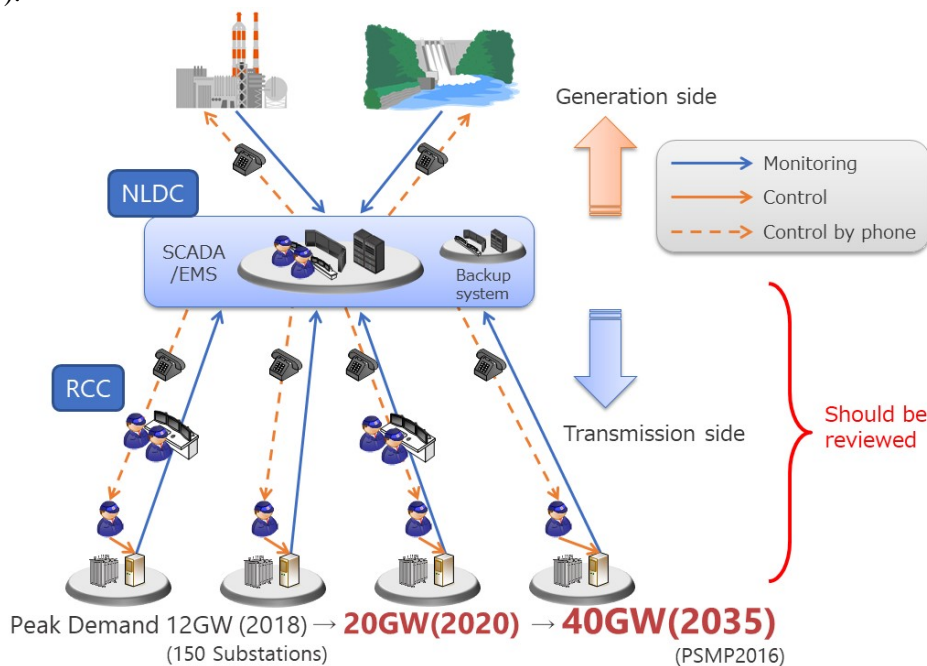 ).
Generation side
Monitoring
Control
Control by phone
NLDC
SCADA
/EMS
Backup
system
RCC
Transmission side
Should be
reviewed
Peak Demand 12GW (2018) → 20GW(2020) → 40GW(2035)
(150 Substations)
(PSMP2016)